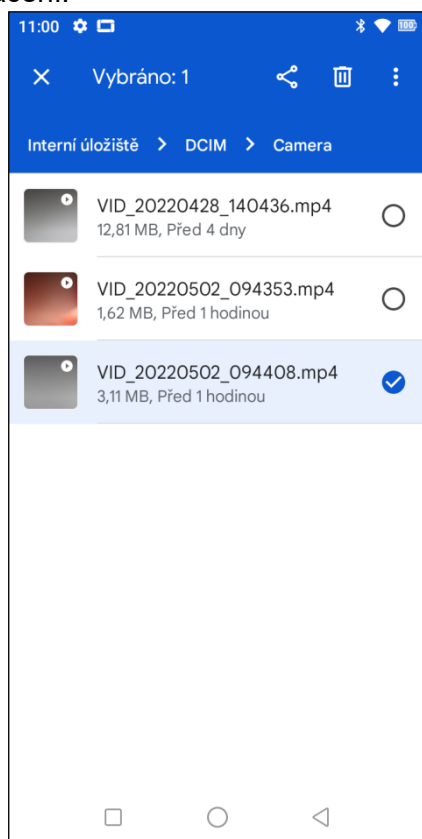 11:00
100
Vybráno: 1
Interní úložiště > DCIM > Camera
VID_20220428_140436.mp4
12,81 MB, Před 4 dny
VID_20220502_094353.mp4
1,62 MB, Před 1 hodinou
VID_20220502_094408.mp4
3,11 MB, Před 1 hodinou